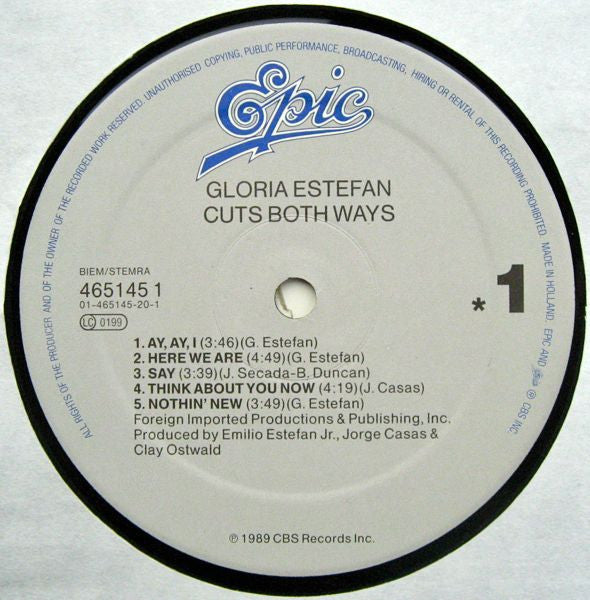 ALL RIGHTS OF THE PRODUCER AND OF THE OWNER OF THE RECORDED WORK RESERVED. UNAUTHORISED COPYING, PUBLIC PERFORMANCE, BROADCASTING, HIRING OR RENTAL OF THIS RECORDING PROHIBITED. MADE IN HOLLAND. EPIC AND Epic ℗ CBS INC.
Epic
GLORIA ESTEFAN
CUTS BOTH WAYS
BIEM/STEMRA
465145 1
01-465145-20-1
LC 0199
* 1
1. AY, AY, I (3:46)(G. Estefan)
2. HERE WE ARE (4:49)(G. Estefan)
3. SAY (3:39)(J. Secada-B. Duncan)
4. THINK ABOUT YOU NOW (4:19)(J. Casas)
5. NOTHIN' NEW (3:49)(G. Estefan)
Foreign Imported Productions & Publishing, Inc.
Produced by Emilio Estefan Jr., Jorge Casas &
Clay Ostwald
℗ 1989 CBS Records Inc.